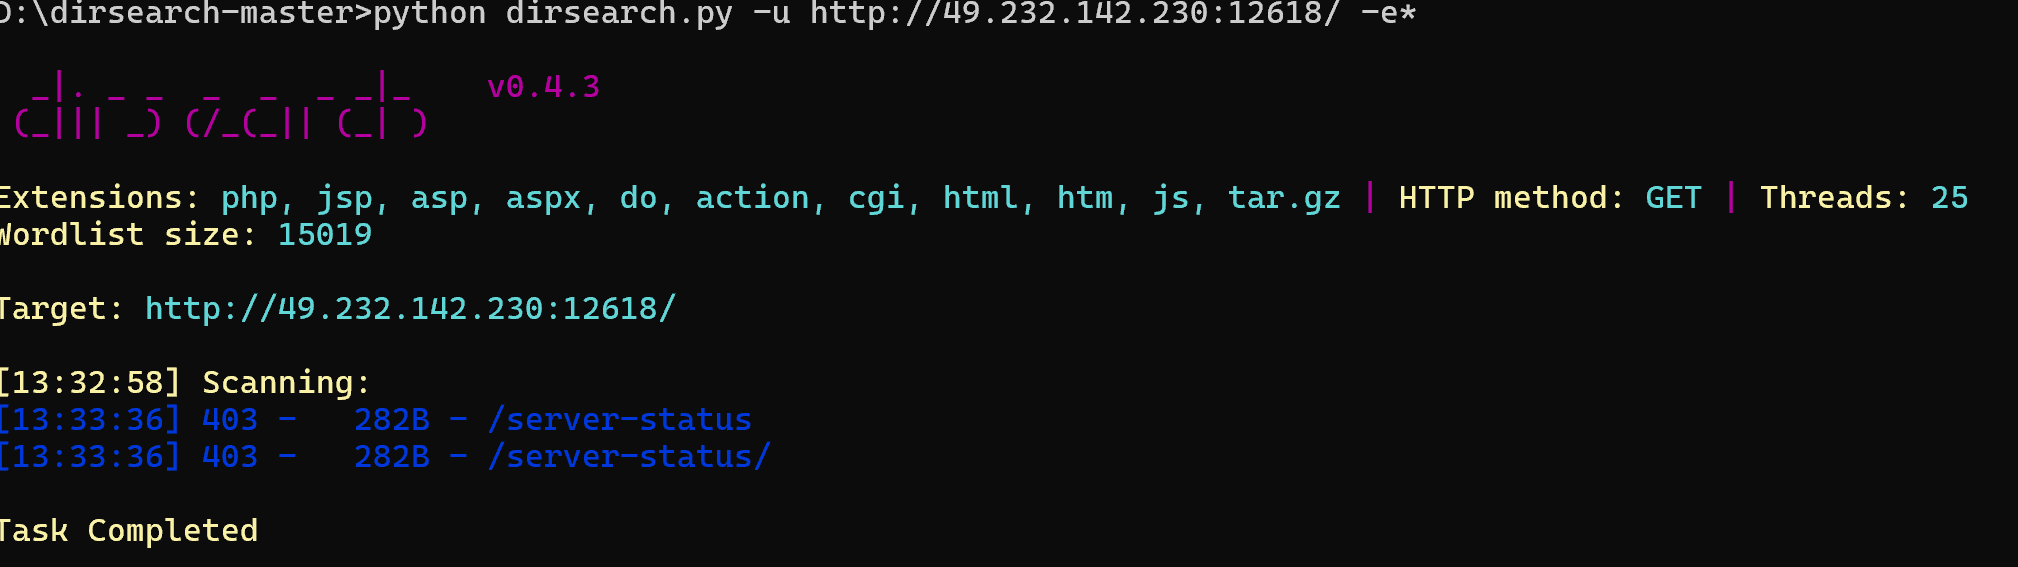 D:\dirsearch-master>python dirsearch.py -u http://49.232.142.230:12618/ -e*
  _|. _ _  _  _  _ _|_    v0.4.3
 (_||| _) (/_(_|| (_| )
Extensions: php, jsp, asp, aspx, do, action, cgi, html, htm, js, tar.gz | HTTP method: GET | Threads: 25
Wordlist size: 15019
Target: http://49.232.142.230:12618/
[13:32:58] Scanning:
[13:33:36] 403 -   282B - /server-status
[13:33:36] 403 -   282B - /server-status/
Task Completed